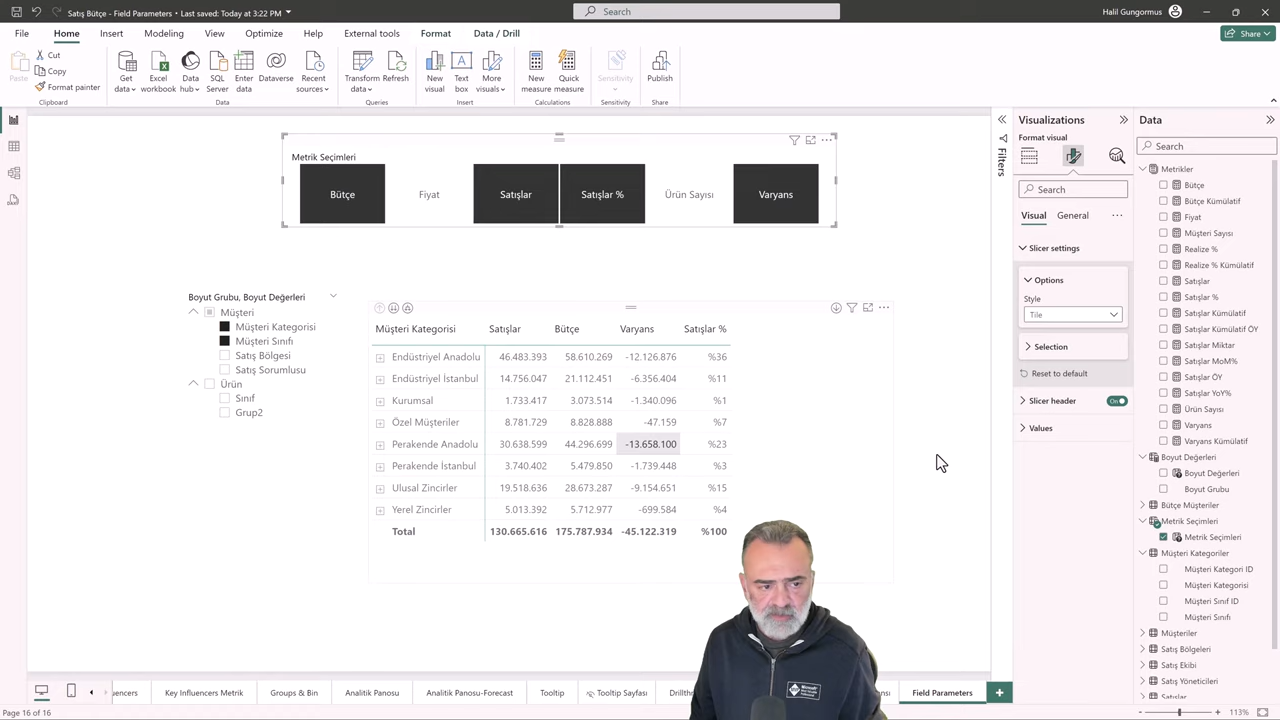 Satış Bütçe - Field Parameters • Last saved: Today at 3:22 PM
Search
Halil Gungormus
File Home Insert Modeling View Optimize Help External tools Format Data / Drill
Share
Paste
Cut
Copy
Format painter
Clipboard
Get data
Excel workbook
Data hub
SQL Server
Enter data
Dataverse
Recent sources
Data
Transform data
Refresh
Queries
New visual
Text box
More visuals
Insert
New measure
Quick measure
Calculations
Sensitivity
Sensitivity
Publish
Share
Metrik Seçimleri
Bütçe Fiyat Satışlar Satışlar % Ürün Sayısı Varyans
Boyut Grubu, Boyut Değerleri
Müşteri
Müşteri Kategorisi
Müşteri Sınıfı
Satış Bölgesi
Satış Sorumlusu
Ürün
Sınıf
Grup2
Müşteri Kategorisi Satışlar Bütçe Varyans Satışlar %
Endüstriyel Anadolu 46.483.393 58.610.269 -12.126.876 %36
Endüstriyel İstanbul 14.756.047 21.112.451 -6.356.404 %11
Kurumsal 1.733.417 3.073.514 -1.340.096 %1
Özel Müşteriler 8.781.729 8.828.888 -47.159 %7
Perakende Anadolu 30.638.599 44.296.699 -13.658.100 %23
Perakende İstanbul 3.740.402 5.479.850 -1.739.448 %3
Ulusal Zincirler 19.518.636 28.673.287 -9.154.651 %15
Yerel Zincirler 5.013.392 5.712.977 -699.584 %4
Total 130.665.616 175.787.934 -45.122.319 %100
Filters
Visualizations
Format visual
Search
Visual General
Slicer settings
Options
Style
Tile
Selection
Reset to default
Slicer header On
Values
Data
Search
Metrikler
Bütçe
Bütçe Kümülatif
Fiyat
Müşteri Sayısı
Realize %
Realize % Kümülatif
Satışlar
Satışlar %
Satışlar Kümülatif
Satışlar Kümülatif ÖY
Satışlar Miktar
Satışlar MoM%
Satışlar ÖY
Satışlar YoY%
Ürün Sayısı
Varyans
Varyans Kümülatif
Boyut Değerleri
Boyut Değerleri
Boyut Grubu
Bütçe Müşteriler
Metrik Seçimleri
Metrik Seçimleri
Müşteri Kategoriler
Müşteri Kategori ID
Müşteri Kategorisi
Müşteri Sınıf ID
Müşteri Sınıfı
Müşteriler
Satış Bölgeleri
Satış Ekibi
Satış Yöneticileri
Satışlar
Microsoft
uencers Key Influencers Metrik Groups & Bin Analitik Panosu Analitik Panosu-Forecast Tooltip Tooltip Sayfası Drillth Field Parameters
Page 16 of 16
113%